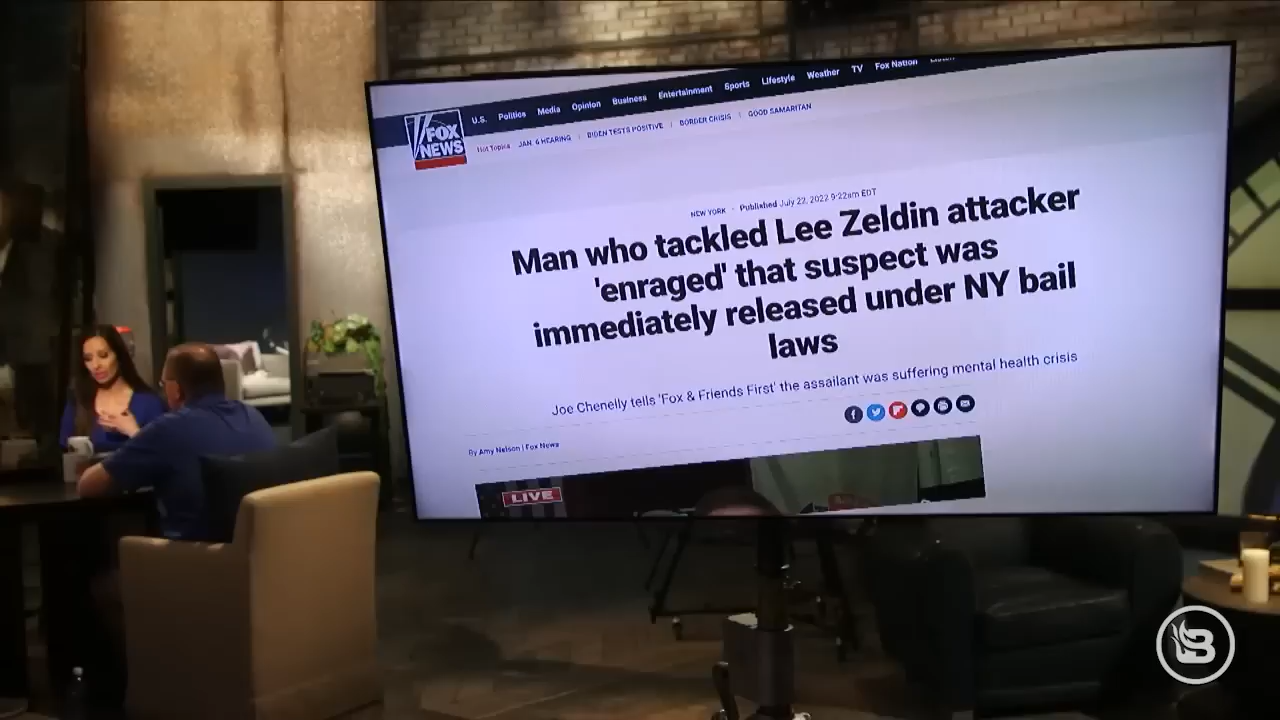 U.S. Politics Media Opinion Business Entertainment Sports Lifestyle Weather TV Fox Nation
FOX
NEWS
Hot Topics JAN. 6 HEARING | BIDEN TESTS POSITIVE | BORDER CRISIS | GOOD SAMARITAN
NEW YORK · Published July 22, 2022 9:22am EDT
Man who tackled Lee Zeldin attacker
'enraged' that suspect was
immediately released under NY bail
laws
Joe Chenelly tells 'Fox & Friends First' the assailant was suffering mental health crisis
By Amy Nelson | Fox News
LIVE
B